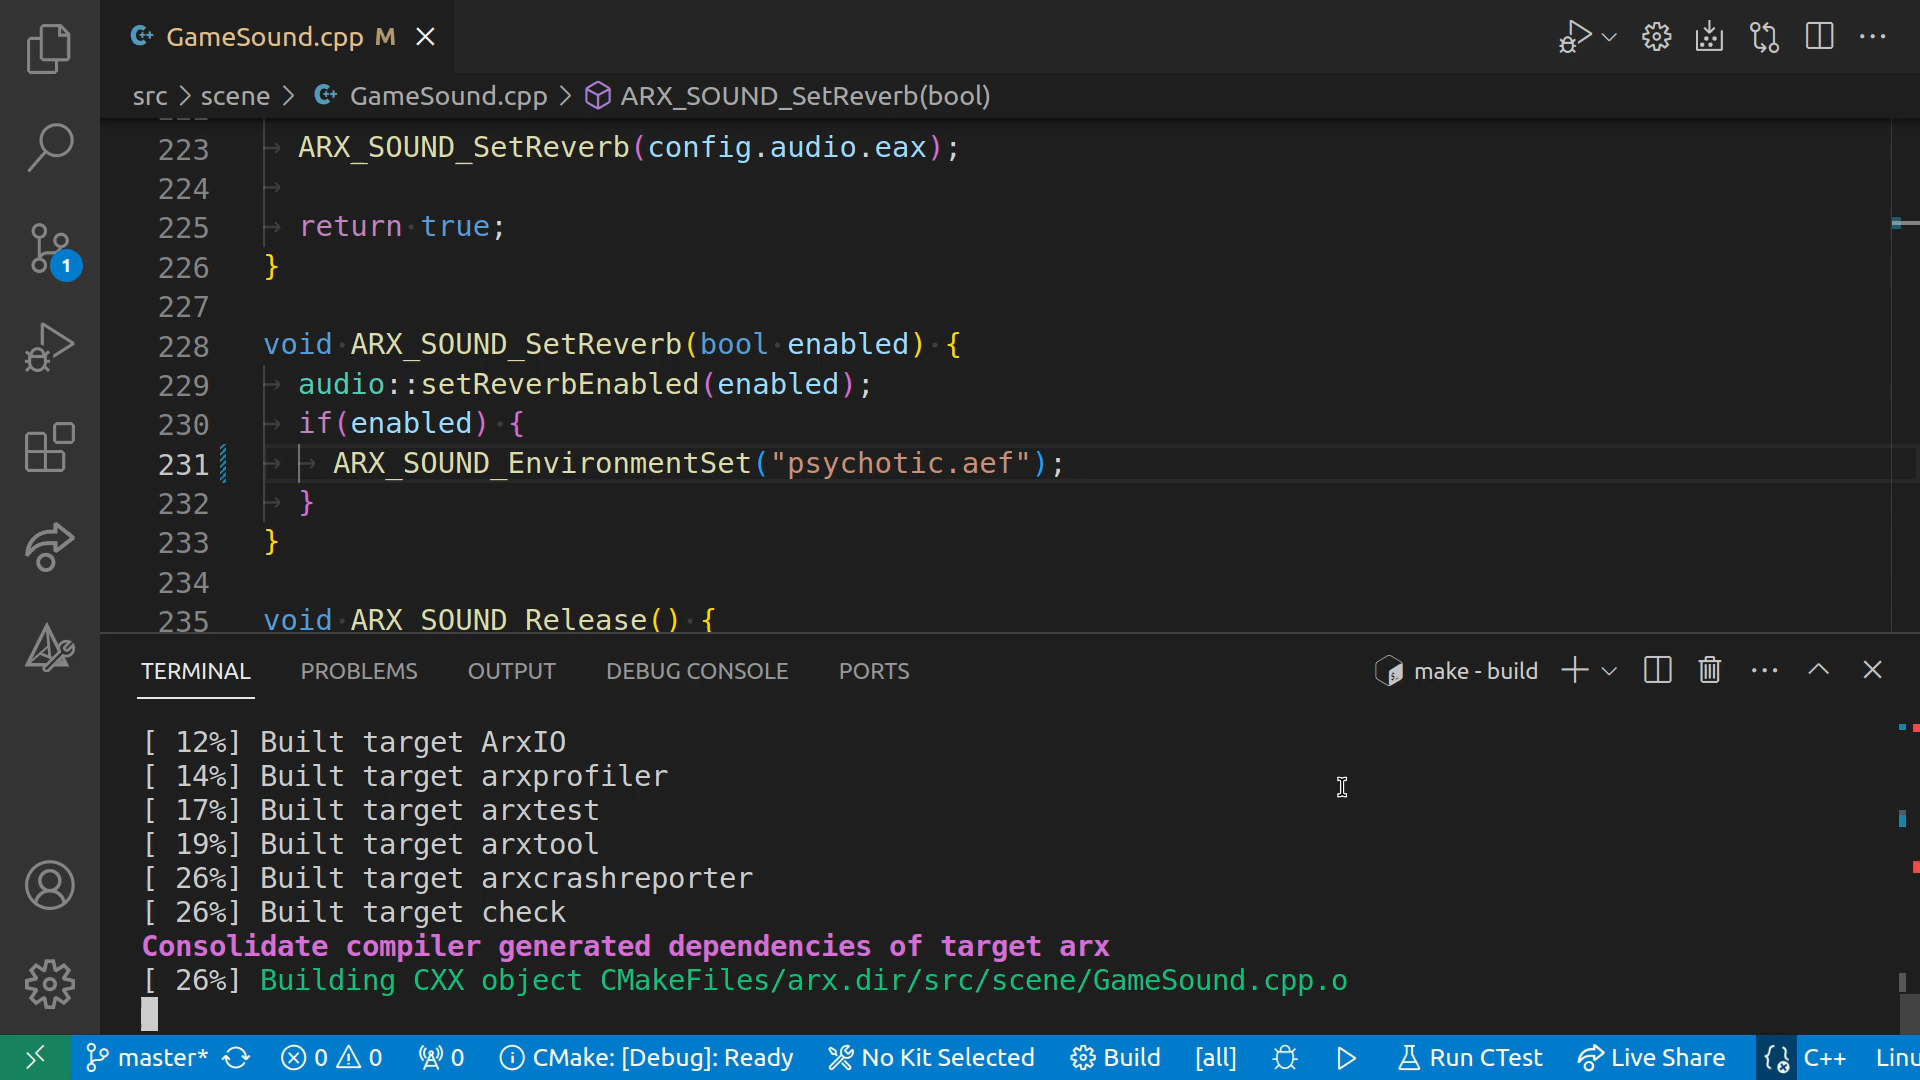 GameSound.cpp M
src > scene > GameSound.cpp > ARX_SOUND_SetReverb(bool)
223 ARX_SOUND_SetReverb(config.audio.eax);
224
225 return true;
226 }
227
228 void ARX_SOUND_SetReverb(bool enabled) {
229 audio::setReverbEnabled(enabled);
230 if(enabled) {
231 ARX_SOUND_EnvironmentSet("psychotic.aef");
232 }
233 }
234
235 void ARX_SOUND_Release() {
1
TERMINAL PROBLEMS OUTPUT DEBUG CONSOLE PORTS make - build
[ 12%] Built target ArxIO
[ 14%] Built target arxprofiler
[ 17%] Built target arxtest
[ 19%] Built target arxtool
[ 26%] Built target arxcrashreporter
[ 26%] Built target check
Consolidate compiler generated dependencies of target arx
[ 26%] Building CXX object CMakeFiles/arx.dir/src/scene/GameSound.cpp.o
master* 0 0 0 CMake: [Debug]: Ready No Kit Selected Build [all] Run CTest Live Share C++ Linu